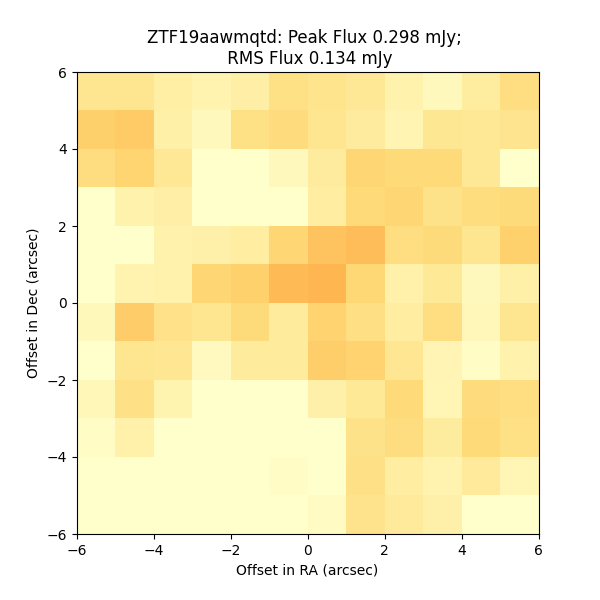 ZTF19aawmqtd: Peak Flux 0.298 mJy;
RMS Flux 0.134 mJy
6
4
2
0
−2
−4
−6
Offset in Dec (arcsec)
−6 −4 −2 0 2 4 6
Offset in RA (arcsec)